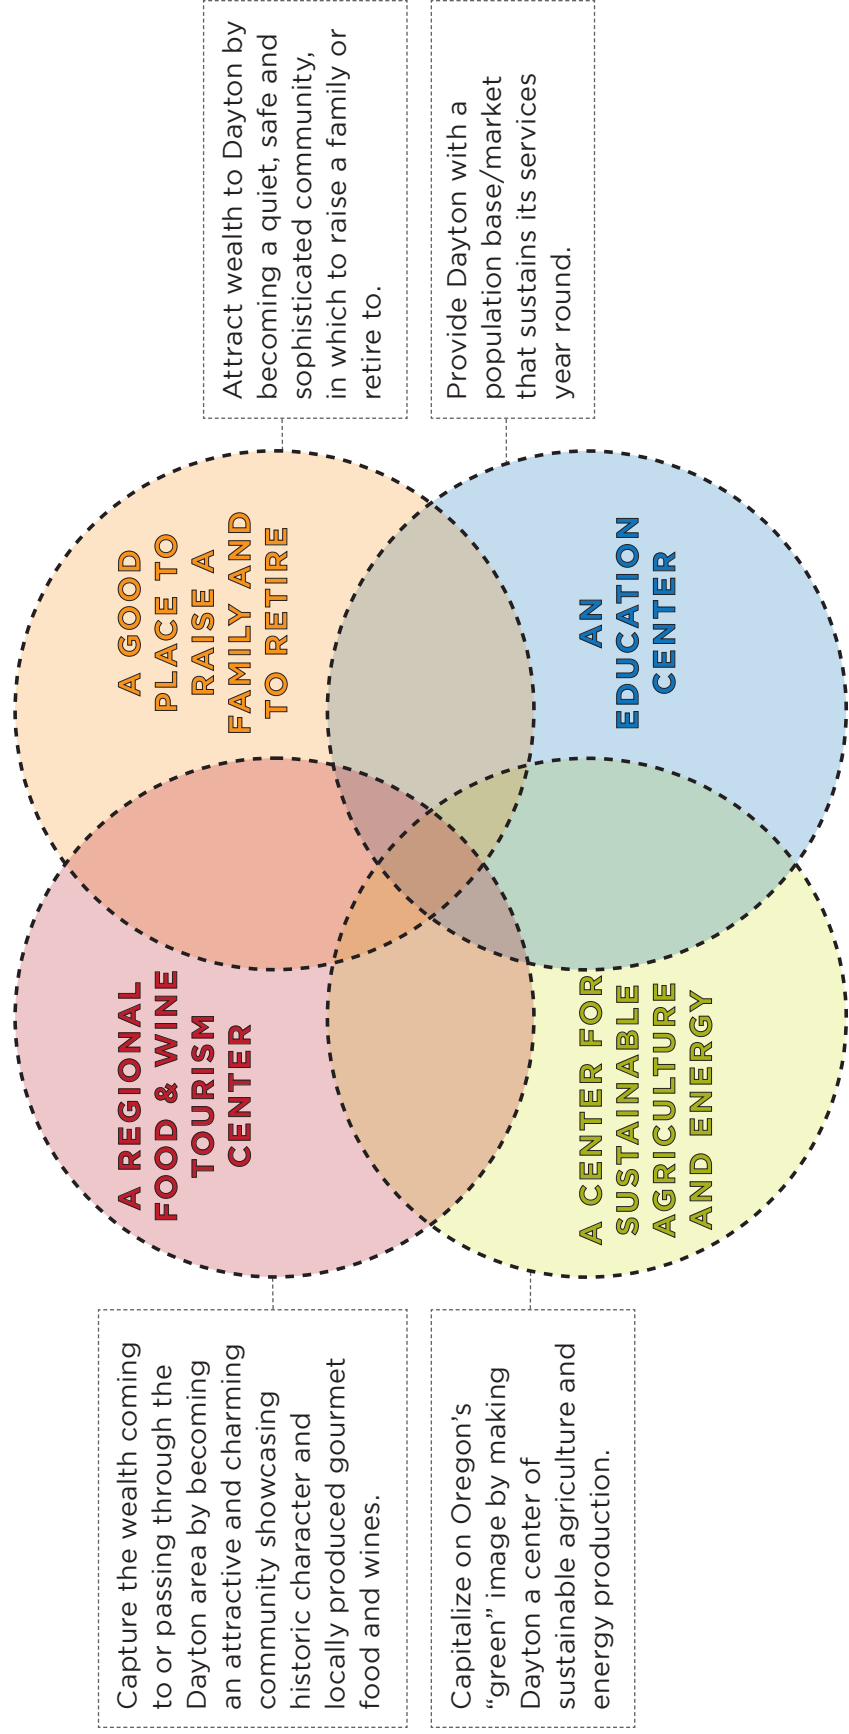 Capture the wealth coming
to or passing through the
Dayton area by becoming
an attractive and charming
community showcasing
historic character and
locally produced gourmet
food and wines.
A REGIONAL
FOOD & WINE
TOURISM
CENTER
A GOOD
PLACE TO
RAISE A
FAMILY AND
TO RETIRE
Attract wealth to Dayton by
becoming a quiet, safe and
sophisticated community,
in which to raise a family or
retire to.
Capitalize on Oregon’s
“green” image by making
Dayton a center of
sustainable agriculture and
energy production.
A CENTER FOR
SUSTAINABLE
AGRICULTURE
AND ENERGY
AN
EDUCATION
CENTER
Provide Dayton with a
population base/market
that sustains its services
year round.